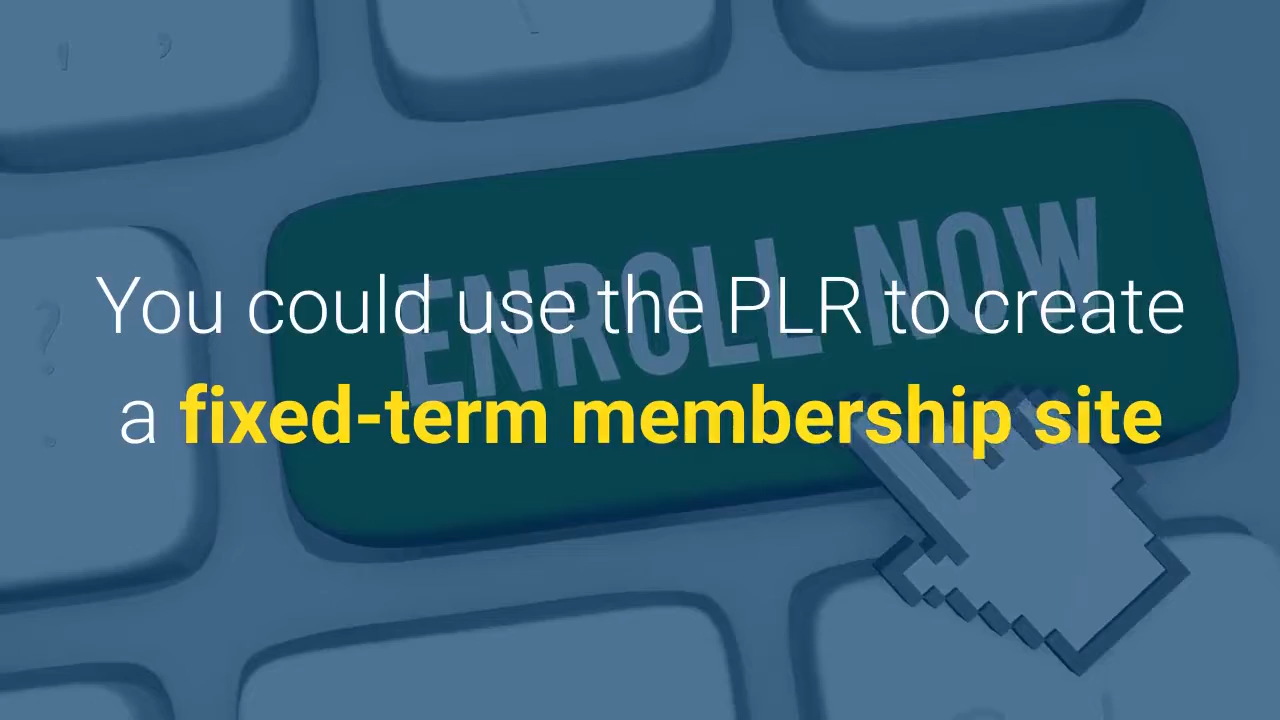 ENROLL NOW
You could use the PLR to create
a fixed-term membership site